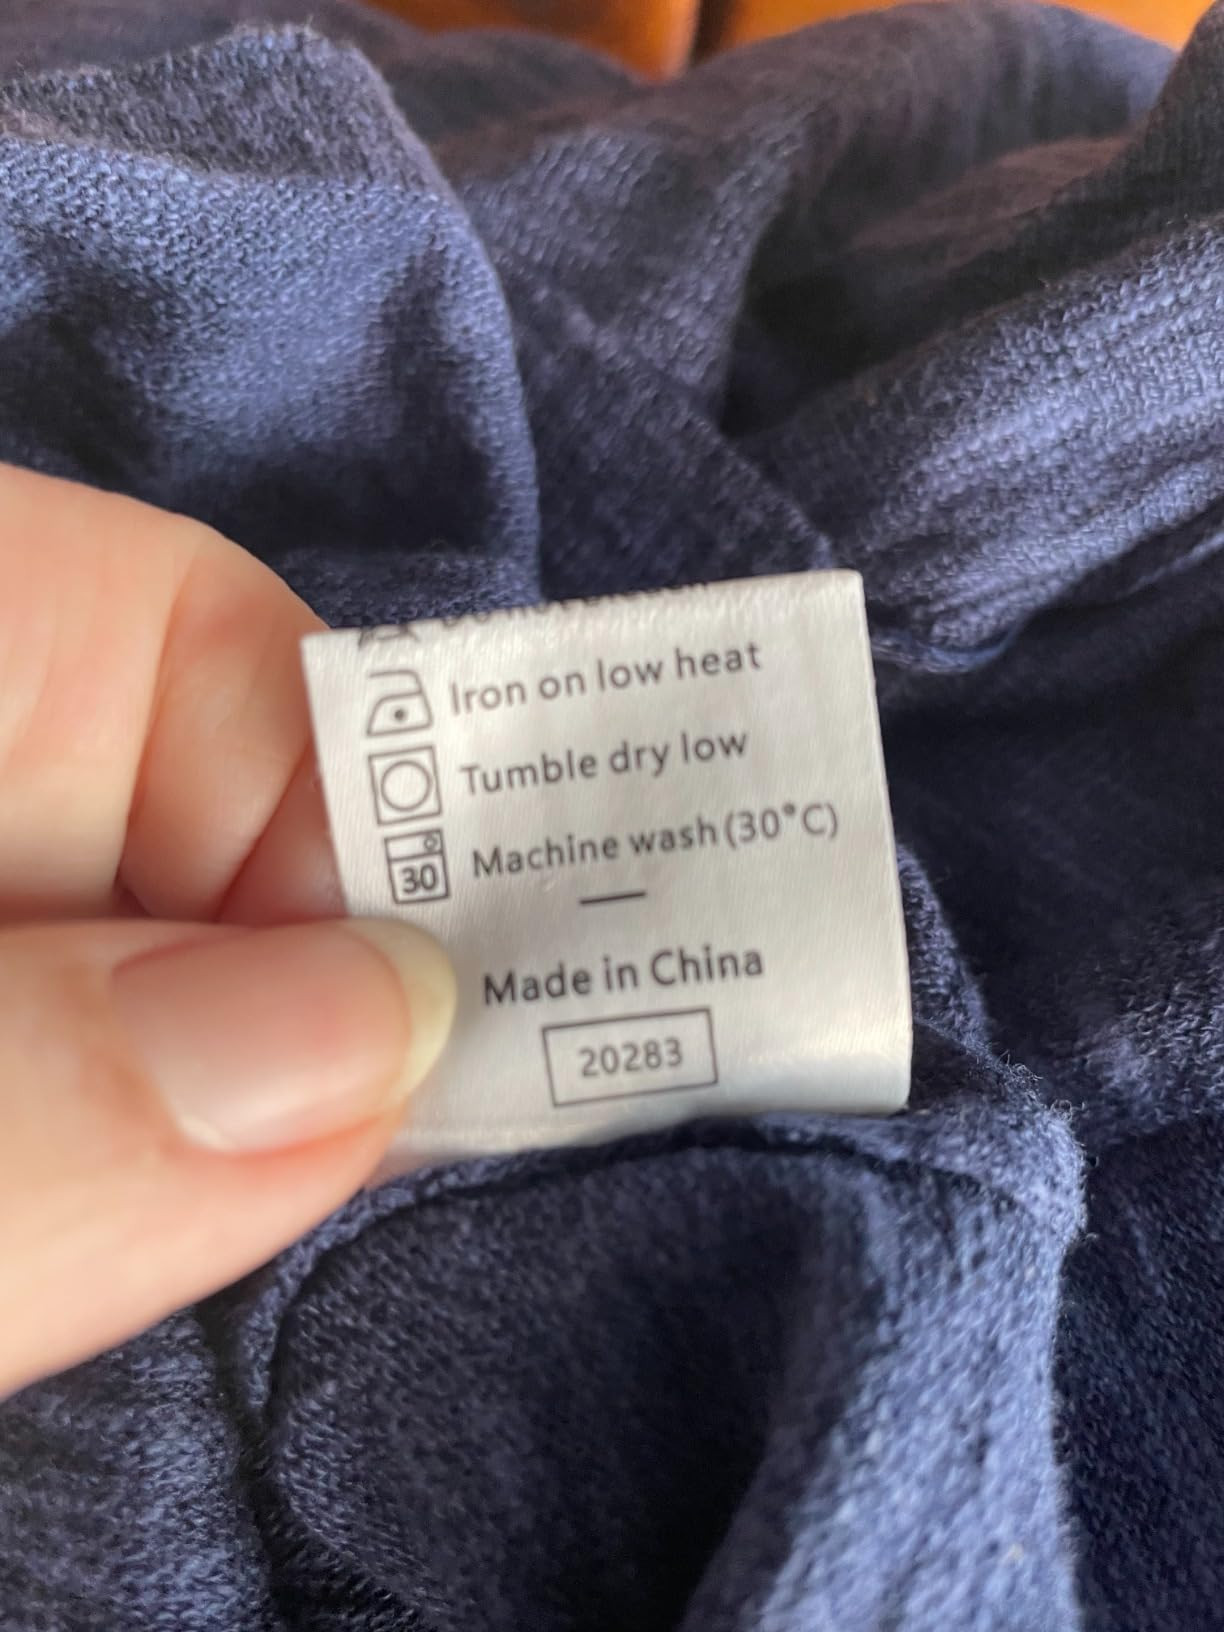 Iron on low heat
Tumble dry low
30 Machine wash (30°C)
Made in China
20283